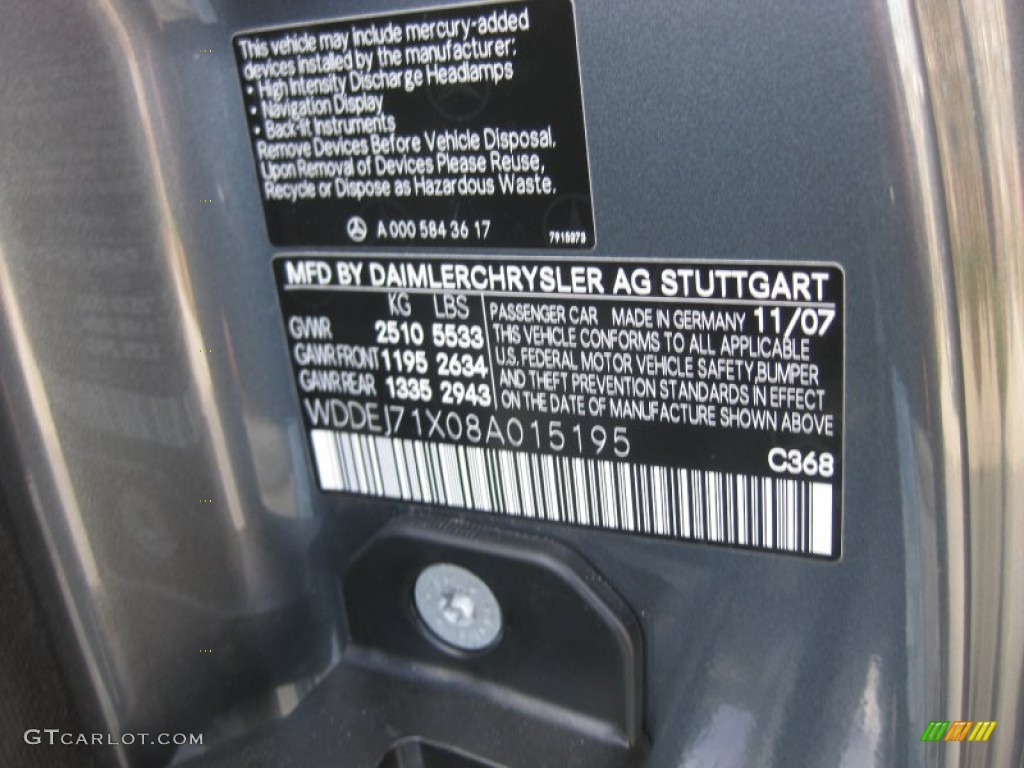 This vehicle may include mercury-added
devices installed by the manufacturer:
• High Intensity Discharge Headlamps
• Navigation Display
• Back-lit Instruments
Remove Devices Before Vehicle Disposal.
Upon Removal of Devices Please Reuse,
Recycle or Dispose as Hazardous Waste.
A 000 584 36 17
7915973
MFD BY DAIMLERCHRYSLER AG STUTTGART
KG LBS
GVWR 2510 5533
GAWR FRONT 1195 2634
GAWR REAR 1335 2943
PASSENGER CAR MADE IN GERMANY 11/07
THIS VEHICLE CONFORMS TO ALL APPLICABLE
U.S. FEDERAL MOTOR VEHICLE SAFETY, BUMPER
AND THEFT PREVENTION STANDARDS IN EFFECT
ON THE DATE OF MANUFACTURE SHOWN ABOVE
WDDEJ71X08A015195
C368
GTCARLOT.COM